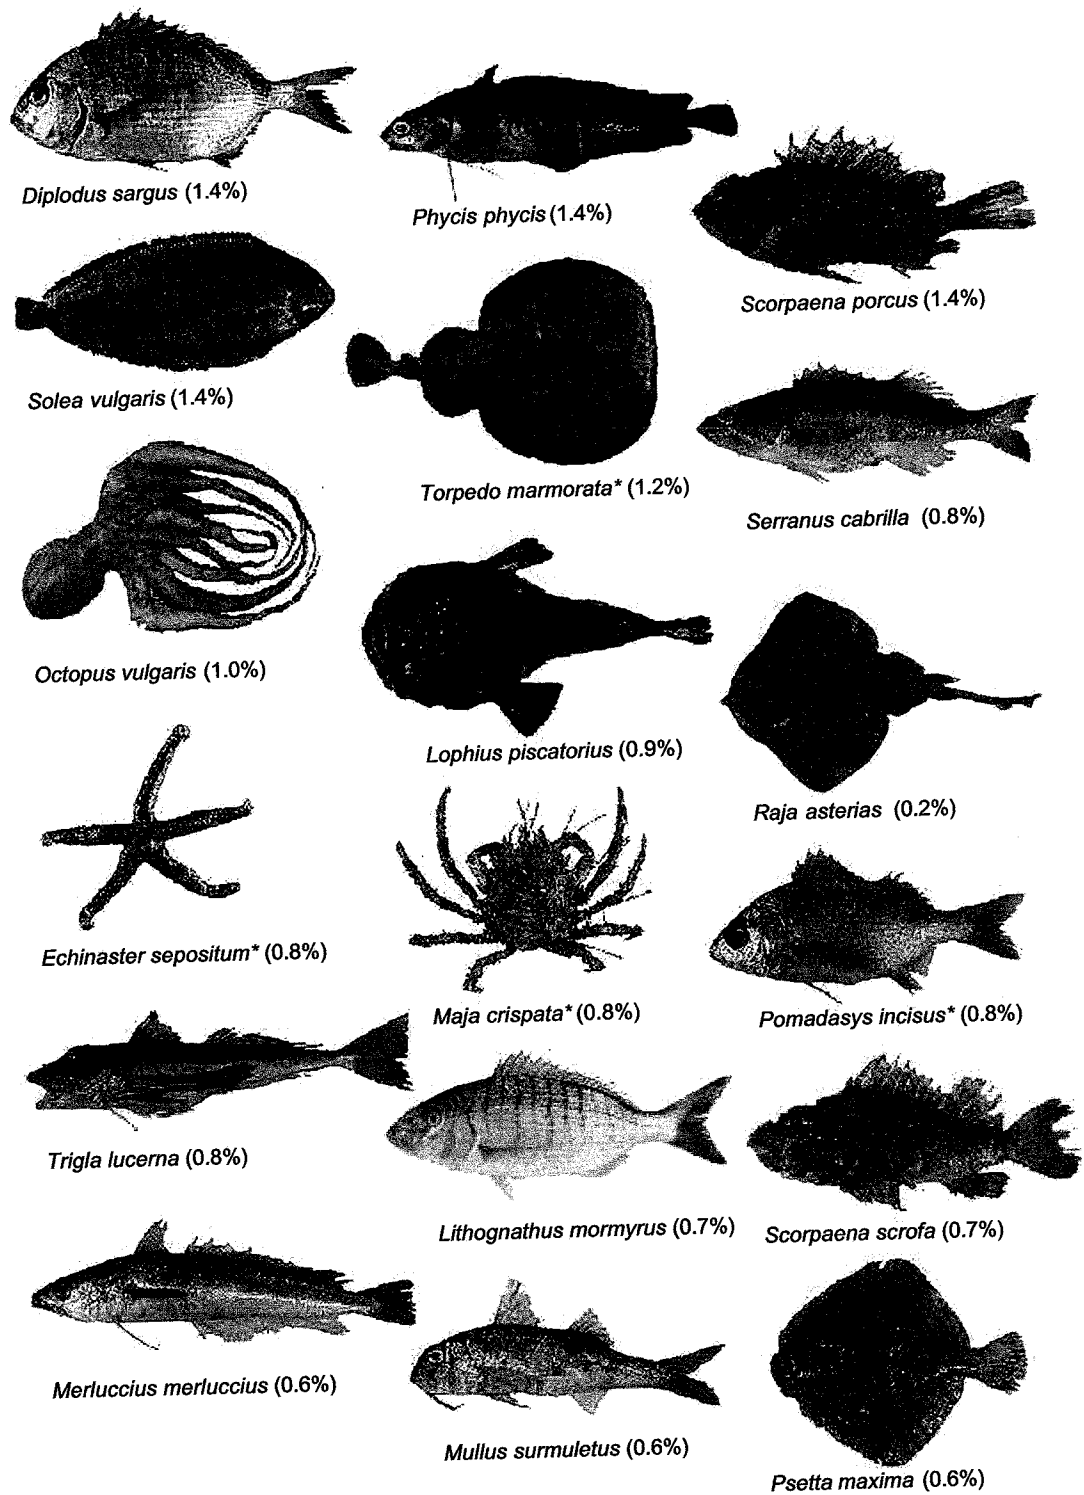 Diplodus sargus (1.4%)
Phycis phycis (1.4%)
Scorpaena porcus (1.4%)
Solea vulgaris (1.4%)
Torpedo marmorata* (1.2%)
Serranus cabrilla (0.8%)
Octopus vulgaris (1.0%)
Lophius piscatorius (0.9%)
Raja asterias (0.2%)
Echinaster sepositum* (0.8%)
Maja crispata* (0.8%)
Pomadasys incisus* (0.8%)
Trigla lucerna (0.8%)
Lithognathus mormyrus (0.7%)
Scorpaena scrofa (0.7%)
Merluccius merluccius (0.6%)
Mullus surmuletus (0.6%)
Psetta maxima (0.6%)